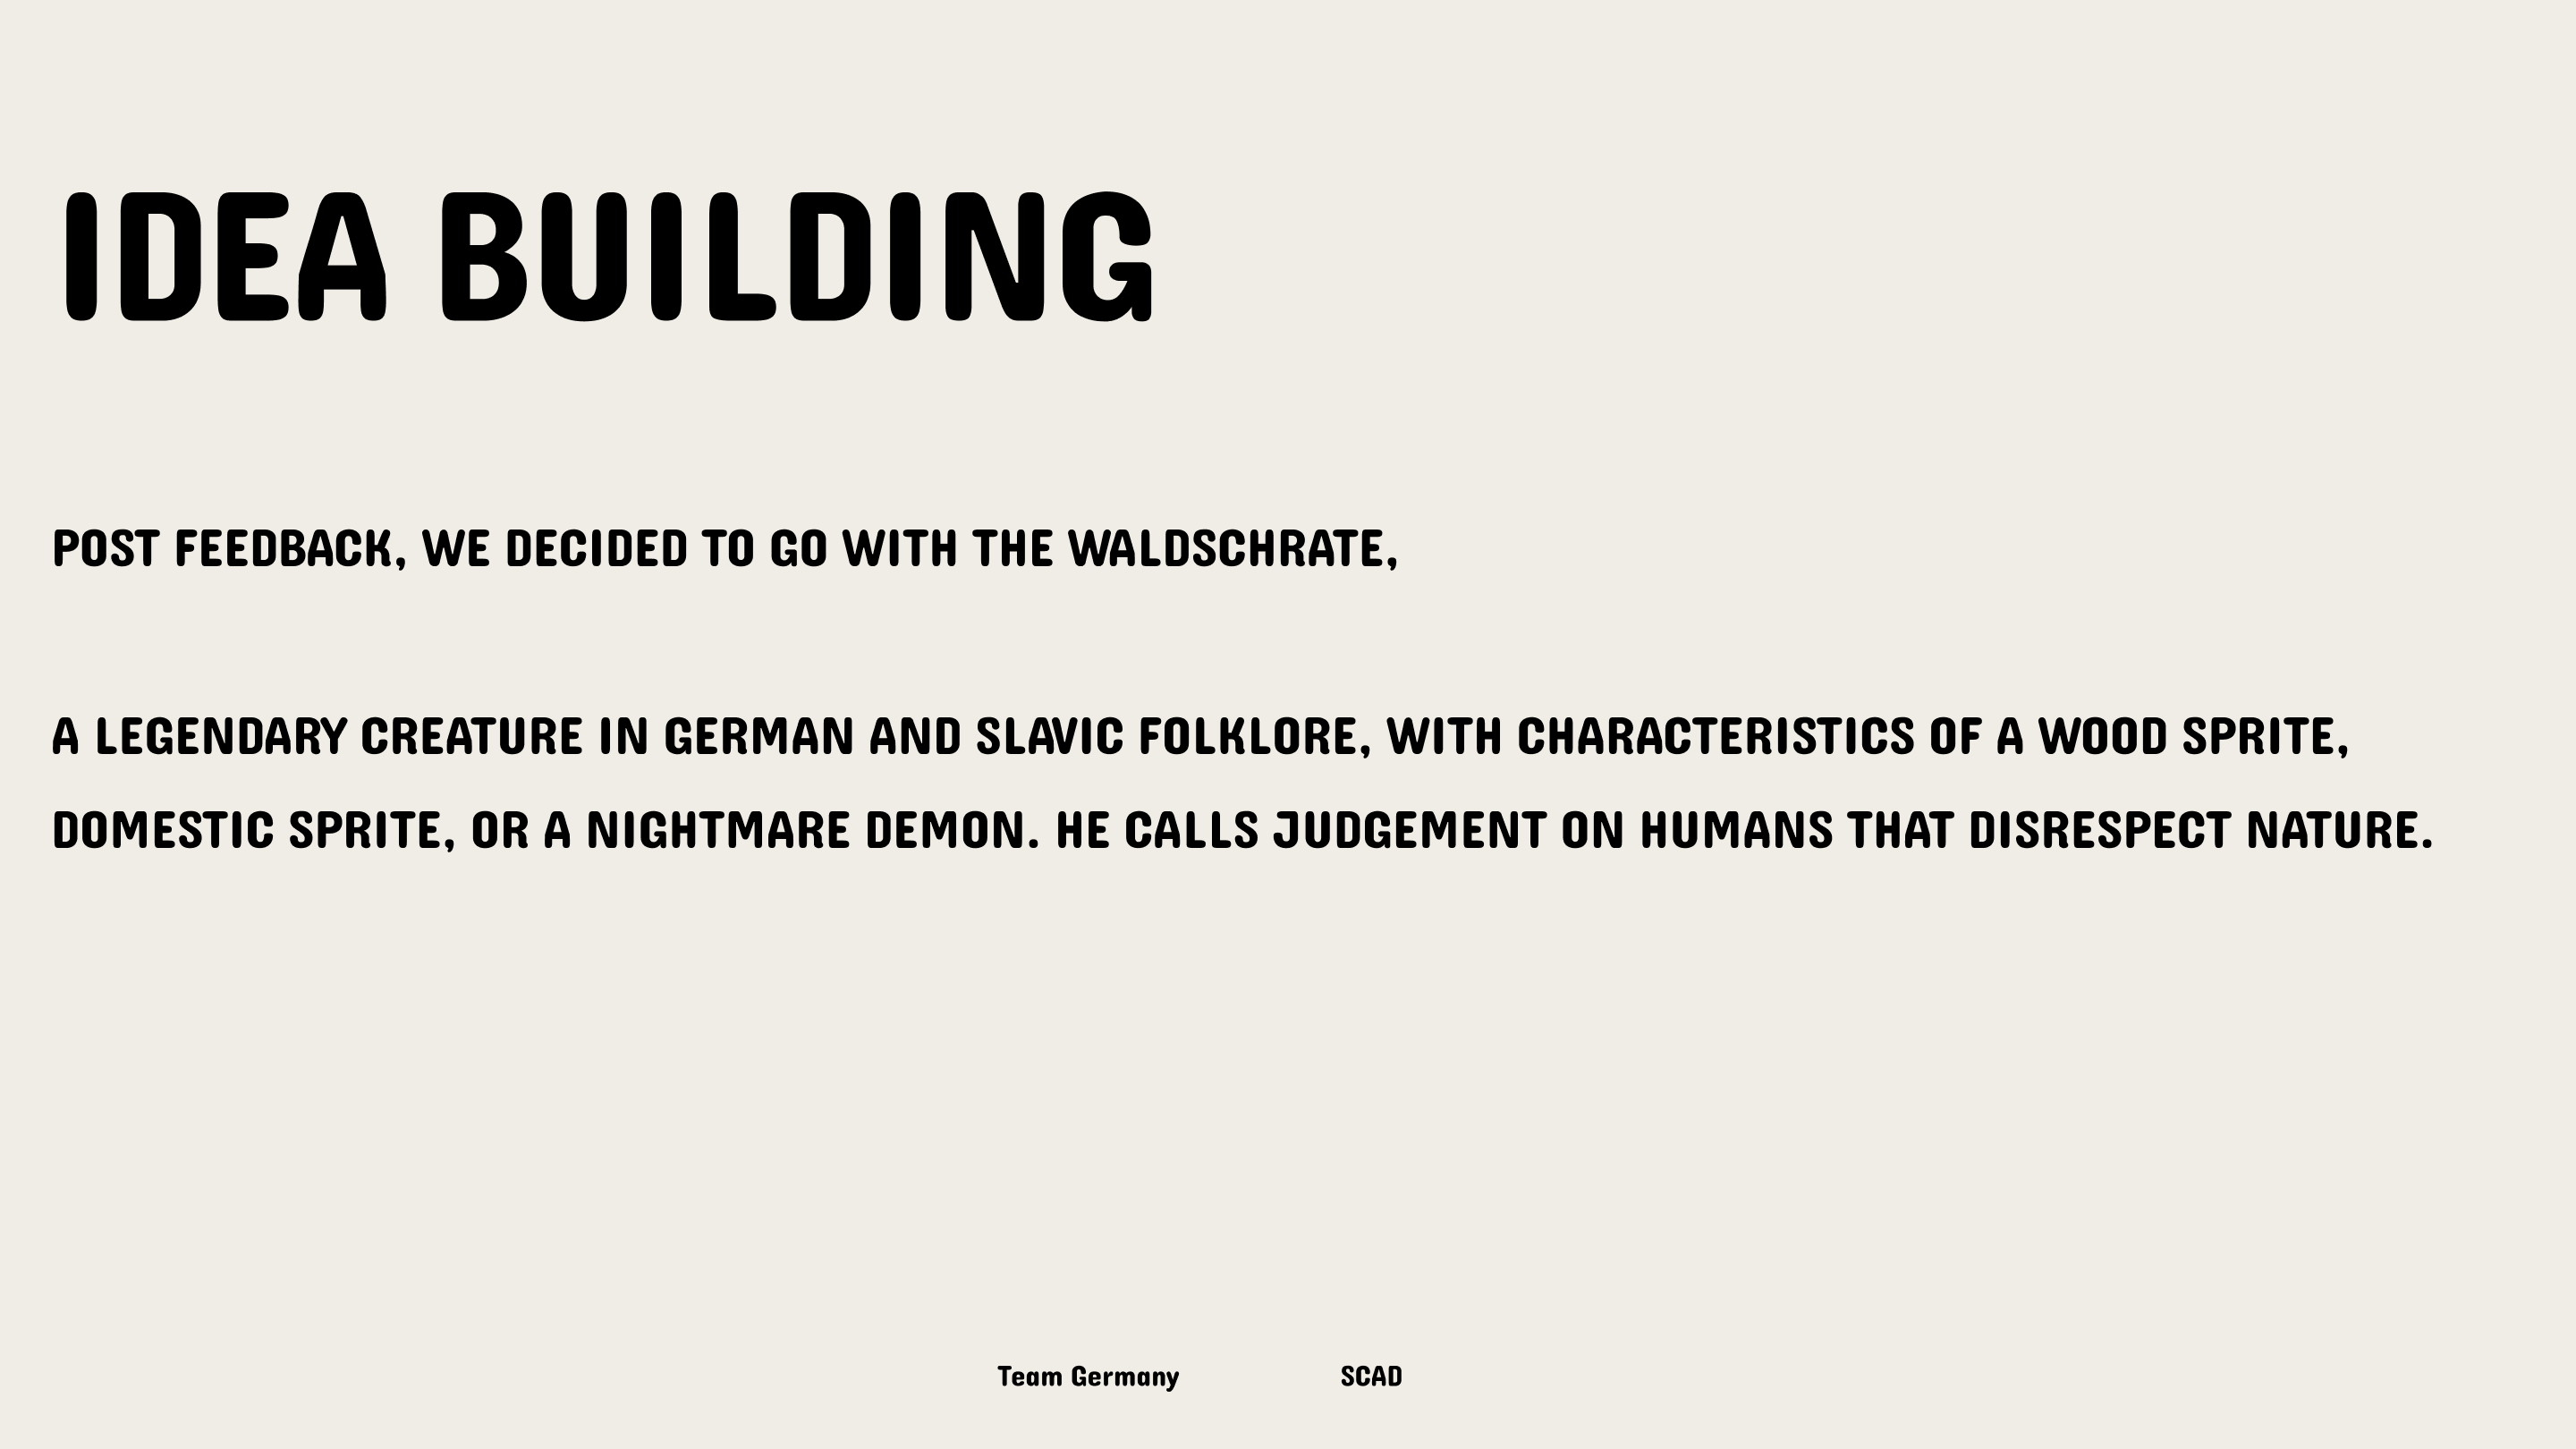 IDEA BUILDING
POST FEEDBACK, WE DECIDED TO GO WITH THE WALDSCHRATE,
A LEGENDARY CREATURE IN GERMAN AND SLAVIC FOLKLORE, WITH CHARACTERISTICS OF A WOOD SPRITE,
DOMESTIC SPRITE, OR A NIGHTMARE DEMON. HE CALLS JUDGEMENT ON HUMANS THAT DISRESPECT NATURE.
Team Germany SCAD